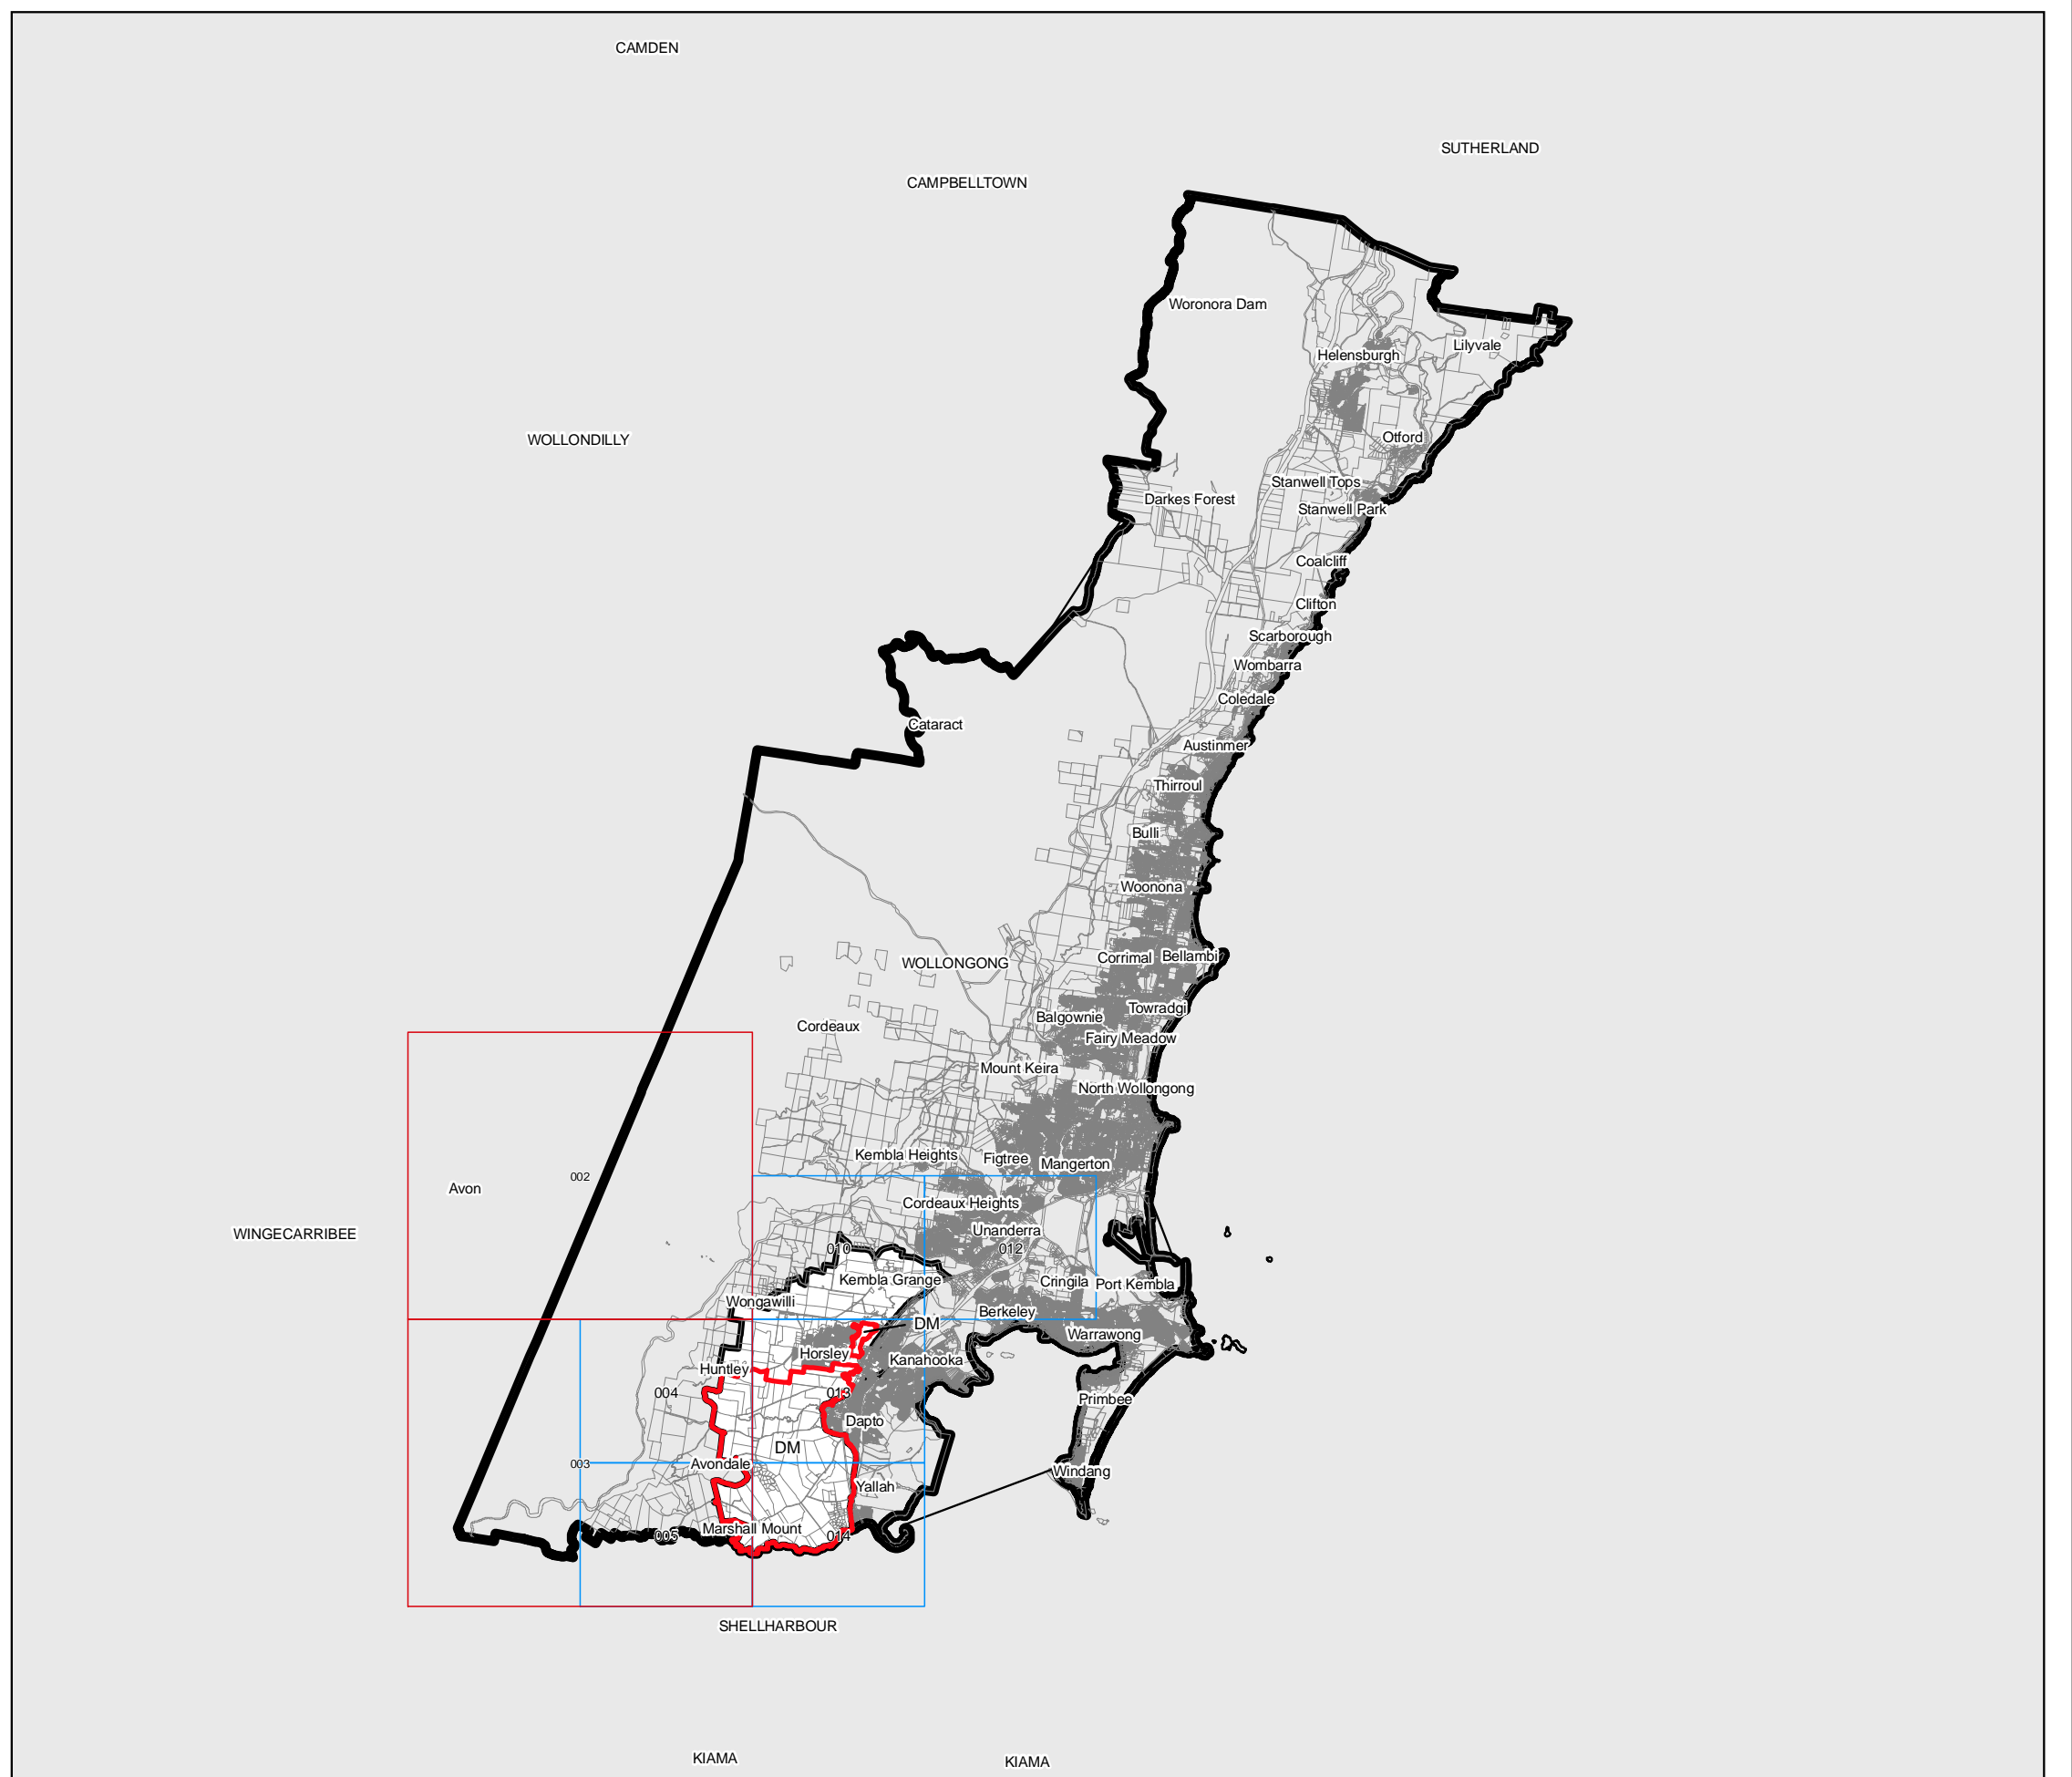 CAMDEN
SUTHERLAND
CAMPBELLTOWN
Woronora Dam
Lilyvale
Helensburgh
Otford
WOLLONDILLY
Stanwell Tops
Darkes Forest
Stanwell Park
Coalcliff
Clifton
Scarborough
Wombarra
Coledale
Cataract
Austinmer
Thirroul
Bulli
Woonona
Corrimal
Bellambi
WOLLONGONG
Towradgi
Balgownie
Cordeaux
Fairy Meadow
Mount Keira
North Wollongong
Kembla Heights
Figtree
Mangerton
002
Avon
Cordeaux Heights
Unanderra
WINGECARRIBEE
010
012
Kembla Grange
Cringila
Port Kembla
Wongawilli
Berkeley
DM
Warrawong
Horsley
Kanahooka
Huntley
004
013
Primbee
Dapto
DM
003
Avondale
Windang
Yallah
Marshall Mount
005
014
SHELLHARBOUR
KIAMA
KIAMA